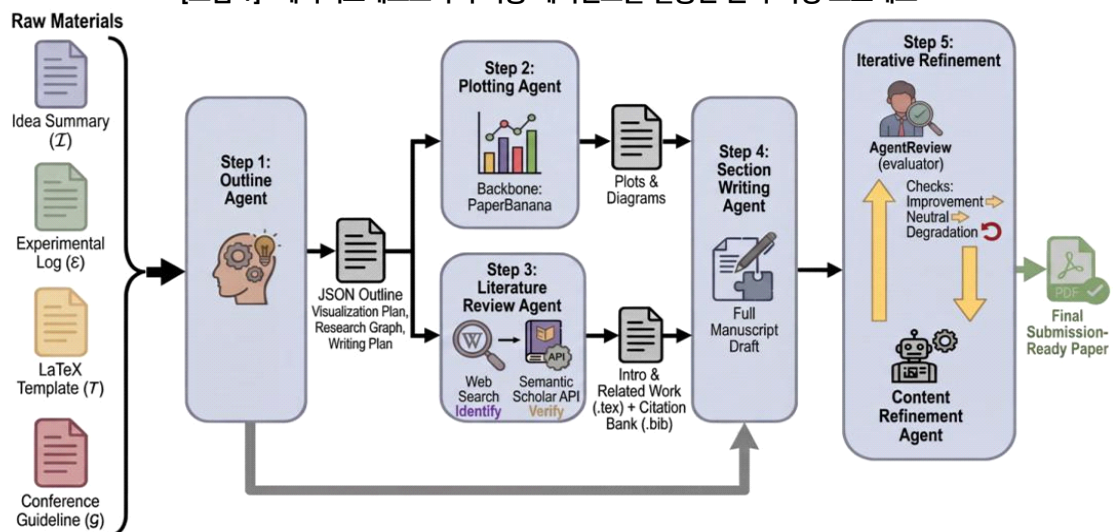 Raw Materials
Idea Summary
(I)
Experimental
Log (ε)
LaTeX
Template (T)
Conference
Guideline (G)
Step 1:
Outline
Agent
JSON Outline
Visualization Plan,
Research Graph,
Writing Plan
Step 2:
Plotting Agent
Backbone:
PaperBanana
Plots &
Diagrams
Step 3:
Literature
Review Agent
W
API
Web
Search
Identify
Semantic
Scholar API
Verify
Intro &
Related Work
(.tex) + Citation
Bank (.bib)
Step 4:
Section
Writing
Agent
Full
Manuscript
Draft
Step 5:
Iterative Refinement
AgentReview
(evaluator)
Checks:
Improvement
Neutral
Degradation
Content
Refinement
Agent
PDF
Final
Submission-
Ready Paper